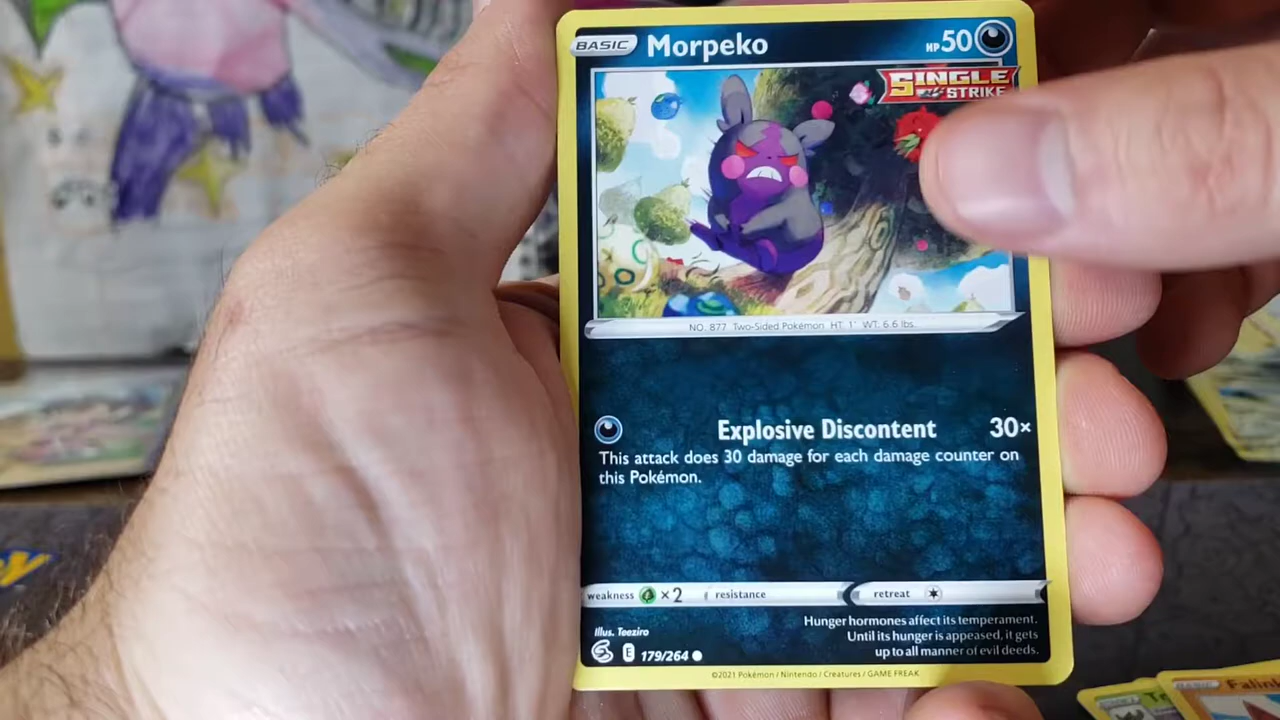 BASIC Morpeko HP 50
SINGLE
STRIKE
NO. 877 Two-Sided Pokémon HT: 1' WT: 6.6 lbs.
Explosive Discontent 30×
This attack does 30 damage for each damage counter on
this Pokémon.
weakness ×2 resistance retreat
Hunger hormones affect its temperament.
Until its hunger is appeased, it gets
up to all manner of evil deeds.
Illus. Teeziro
E 179/264
©2021 Pokémon / Nintendo / Creatures / GAME FREAK
BASIC